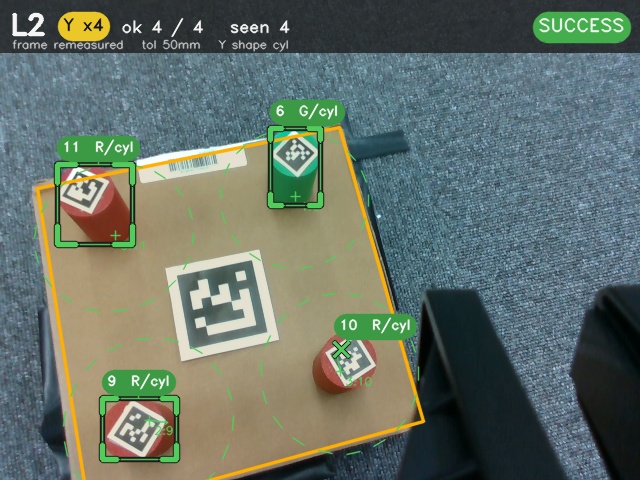 L2 Y x4 ok 4 / 4 seen 4 SUCCESS
frame remeasured tol 50mm Y shape cyl
6 G/cyl
11 R/cyl
10 R/cyl
9 R/cyl